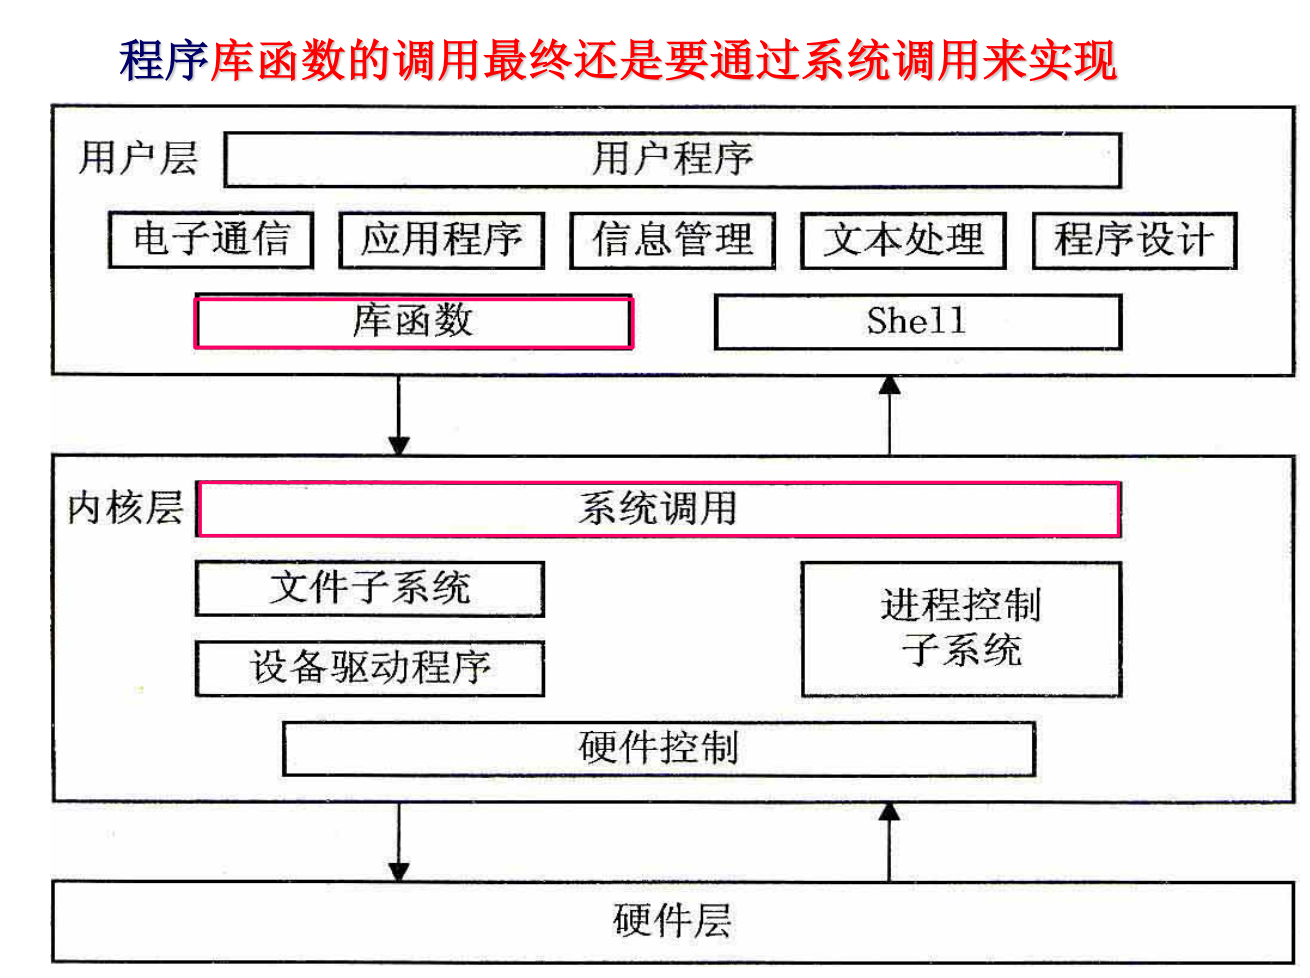 程序库函数的调用最终还是要通过系统调用来实现
用户层
用户程序
电子通信
应用程序
信息管理
文本处理
程序设计
库函数
Shell
内核层
系统调用
文件子系统
进程控制
子系统
设备驱动程序
硬件控制
硬件层